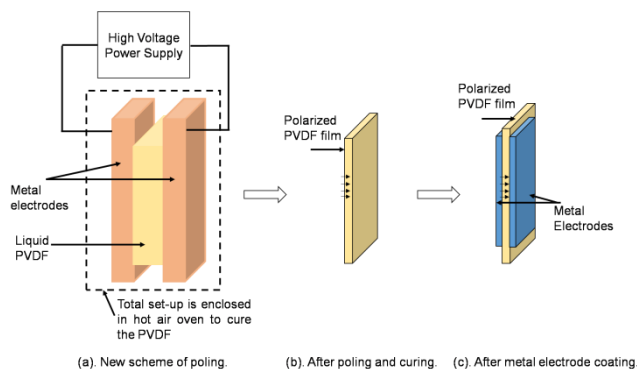 High Voltage
Power Supply
Metal
electrodes
Liquid
PVDF
Total set-up is enclosed
in hot air oven to cure
the PVDF
(a). New scheme of poling.
Polarized
PVDF film
(b). After poling and curing.
Polarized
PVDF film
Metal
Electrodes
(c). After metal electrode coating.